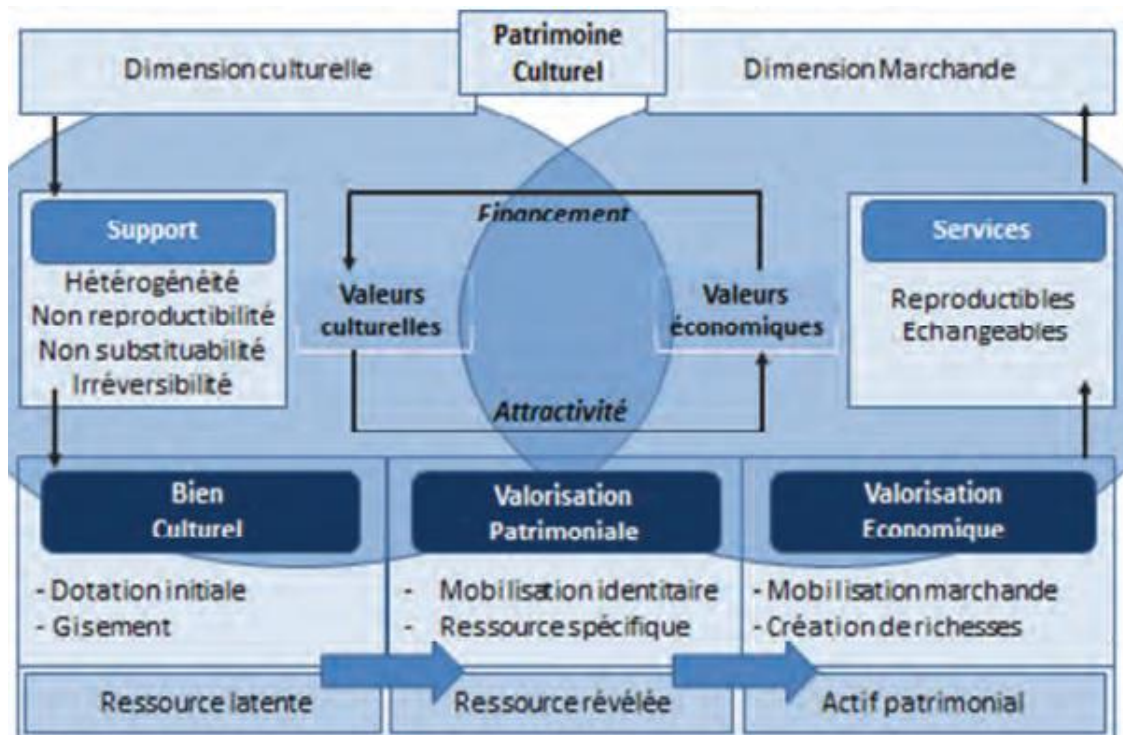 Patrimoine
Culturel
Dimension culturelle
Dimension Marchande
Support
Hétérogénéité
Non reproductibilité
Non substituabilité
Irréversibilité
Financement
Valeurs
culturelles
Valeurs
économiques
Attractivité
Services
Reproductibles
Echangeables
Bien
Culturel
- Dotation initiale
- Gisement
Ressource latente
Valorisation
Patrimoniale
- Mobilisation identitaire
- Ressource spécifique
Ressource révélée
Valorisation
Economique
- Mobilisation marchande
- Création de richesses
Actif patrimonial